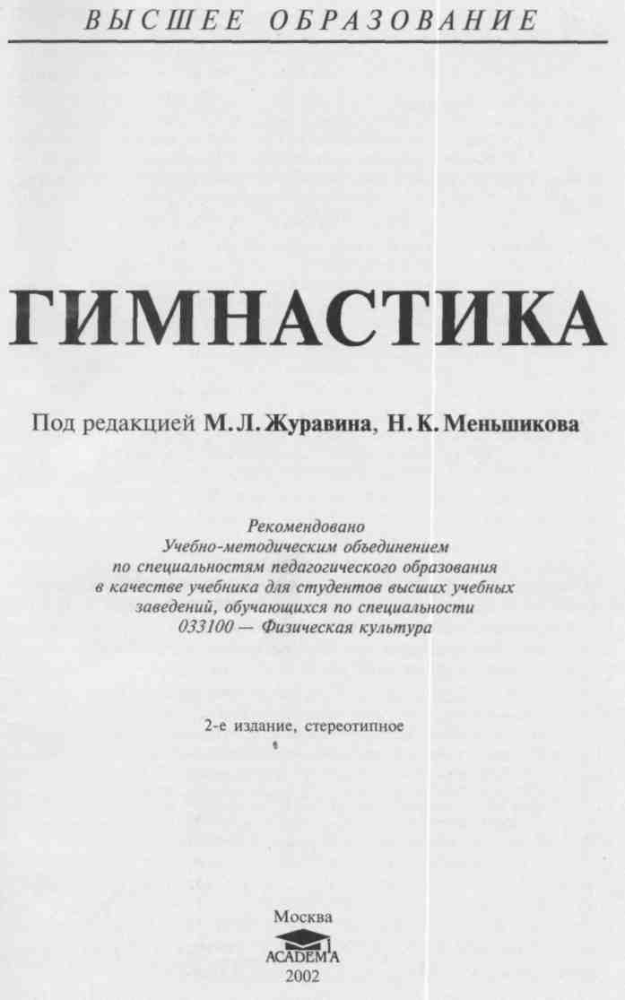 ВЫСШЕЕ ОБРАЗОВАНИЕ
ГИМНАСТИКА
Под редакцией М.Л.Журавина, Н.К.Меньшикова
Рекомендовано
Учебно-методическим объединением
по специальностям педагогического образования
в качестве учебника для студентов высших учебных
заведений, обучающихся по специальности
033100 — Физическая культура
2-е издание, стереотипное
Москва
ACADEMA
2002